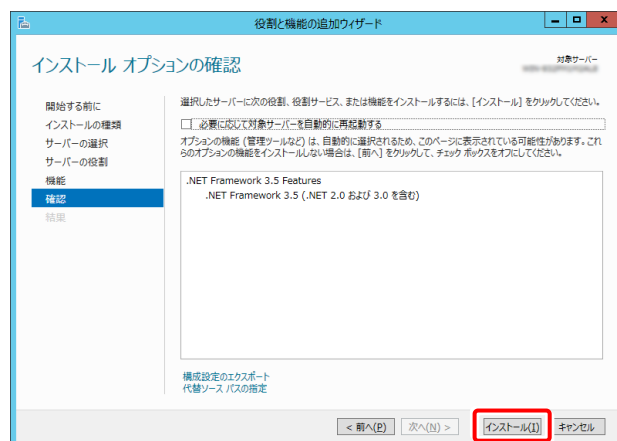 役割と機能の追加ウィザード
インストール オプションの確認
対象サーバー
開始する前に
インストールの種類
サーバーの選択
サーバーの役割
機能
確認
結果
選択したサーバーに次の役割、役割サービス、または機能をインストールするには、[インストール] をクリックしてください。
必要に応じて対象サーバーを自動的に再起動する
オプションの機能 (管理ツールなど) は、自動的に選択されるため、このページに表示されている可能性があります。これ
らのオプションの機能をインストールしない場合は、[前へ] をクリックして、チェック ボックスをオフにしてください。
.NET Framework 3.5 Features
.NET Framework 3.5 (.NET 2.0 および 3.0 を含む)
構成設定のエクスポート
代替ソース パスの指定
< 前へ(P)
次へ(N) >
インストール(I)
キャンセル